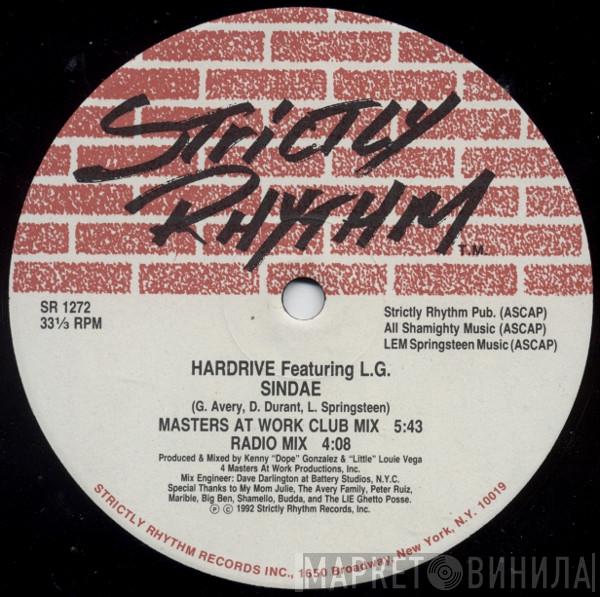 STRICTLY
RHYTHM
T.M.
SR 1272
33⅓ RPM
Strictly Rhythm Pub. (ASCAP)
All Shamighty Music (ASCAP)
LEM Springsteen Music (ASCAP)
HARDRIVE Featuring L.G.
SINDAE
(G. Avery, D. Durant, L. Springsteen)
MASTERS AT WORK CLUB MIX 5:43
RADIO MIX 4:08
Produced & Mixed by Kenny "Dope" Gonzalez & "Little" Louie Vega
4 Masters At Work Productions, Inc.
Mix Engineer: Dave Darlington at Battery Studios, N.Y.C.
Special Thanks to My Mom Julie, The Avery Family, Peter Ruiz,
Marible, Big Ben, Shamello, Budda, and The LIE Ghetto Posse.
℗ © 1992 Strictly Rhythm Records, Inc.
STRICTLY RHYTHM RECORDS INC., 1650 Broadway, New York, N.Y. 10019
МАРКЕТ ВИНИЛА